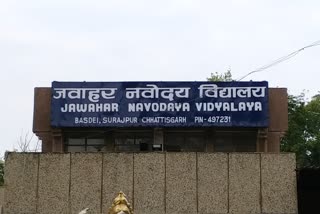 जवाहर नवोदय विद्यालय
JAWAHAR NAVODAYA VIDYALAYA
BASDEI, SURAJPUR CHHATTISGARH PIN-497231